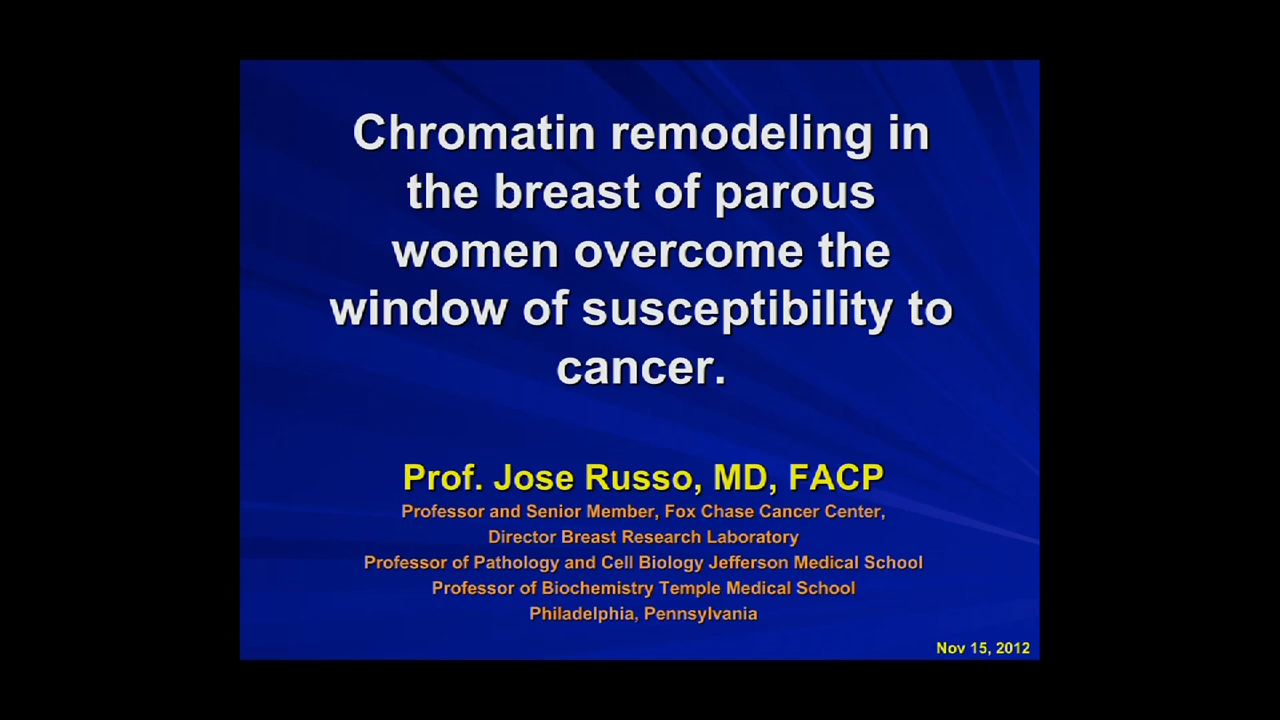 Chromatin remodeling in
the breast of parous
women overcome the
window of susceptibility to
cancer.
Prof. Jose Russo, MD, FACP
Professor and Senior Member, Fox Chase Cancer Center,
Director Breast Research Laboratory
Professor of Pathology and Cell Biology Jefferson Medical School
Professor of Biochemistry Temple Medical School
Philadelphia, Pennsylvania
Nov 15, 2012